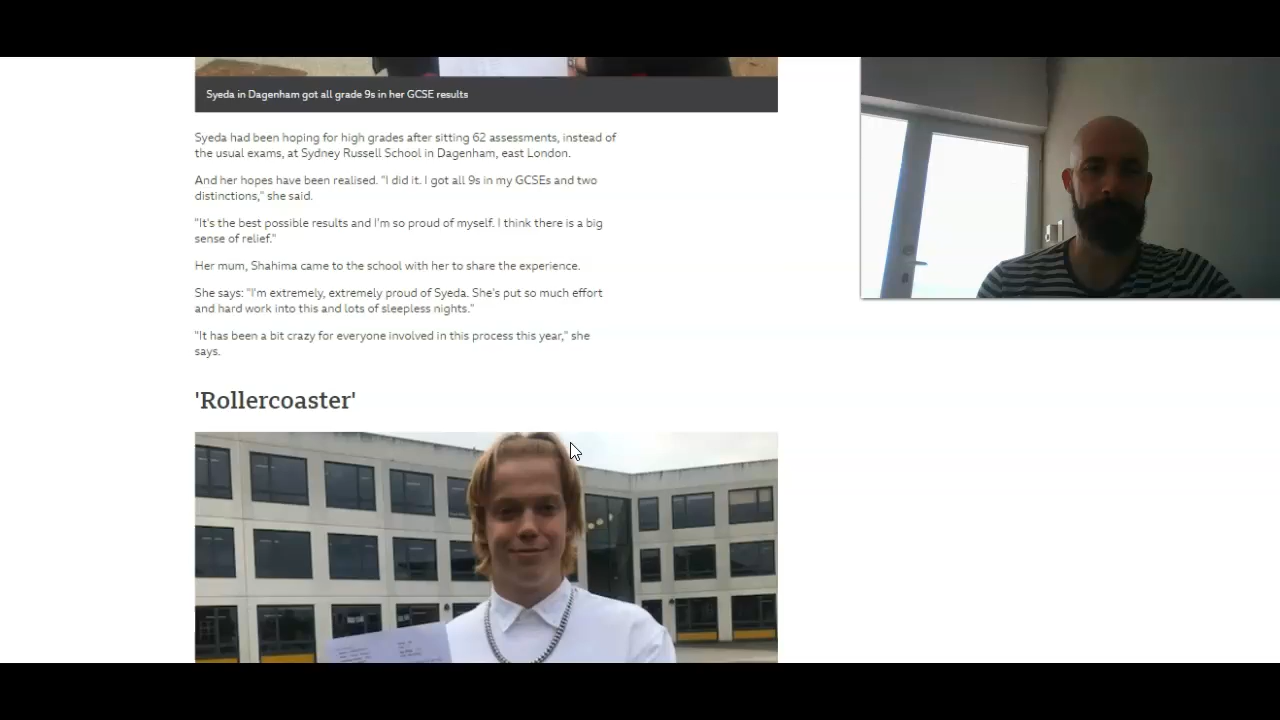 Syeda in Dagenham got all grade 9s in her GCSE results
Syeda had been hoping for high grades after sitting 62 assessments, instead of
the usual exams, at Sydney Russell School in Dagenham, east London.
And her hopes have been realised. "I did it. I got all 9s in my GCSEs and two
distinctions," she said.
"It's the best possible results and I'm so proud of myself. I think there is a big
sense of relief."
Her mum, Shahima came to the school with her to share the experience.
She says: "I'm extremely, extremely proud of Syeda. She's put so much effort
and hard work into this and lots of sleepless nights."
"It has been a bit crazy for everyone involved in this process this year," she
says.
'Rollercoaster'